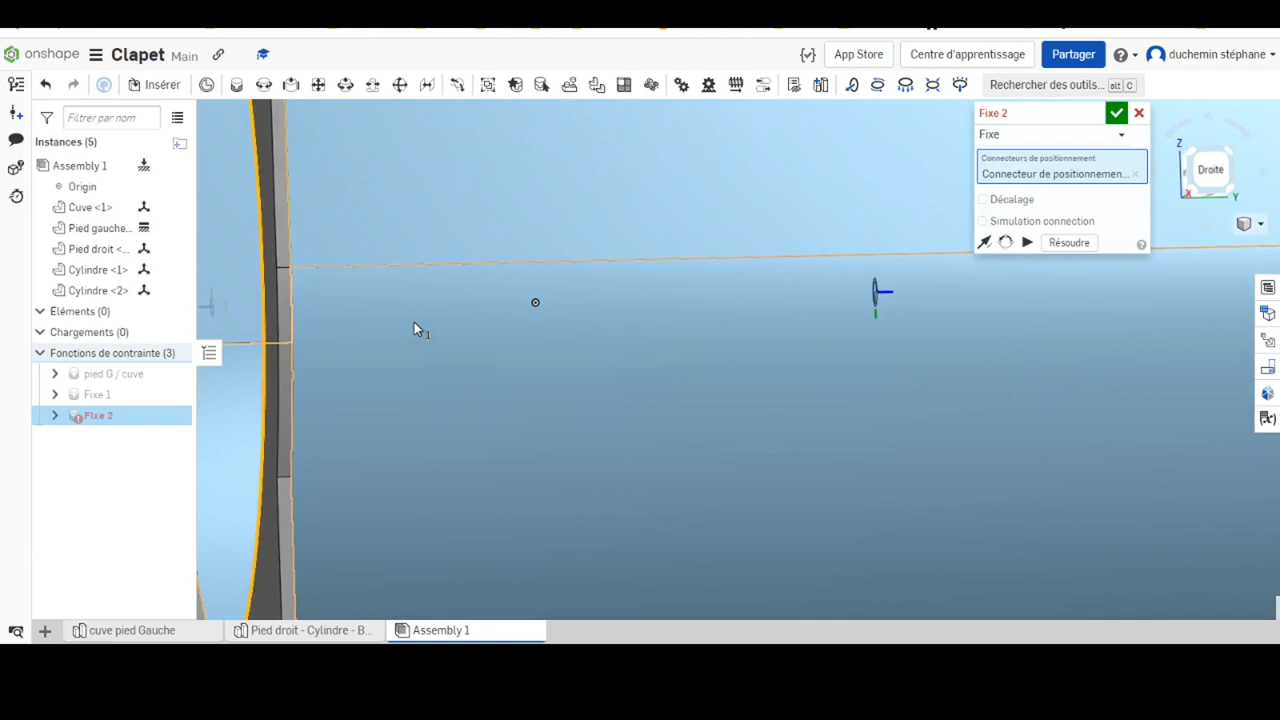 onshape Clapet Main App Store Centre d'apprentissage Partager duchemin stéphane
Insérer Rechercher des outils... alt C
Filtrer par nom
Instances (5)
Assembly 1
Origin
Cuve <1>
Pied gauche...
Pied droit <...
Cylindre <1>
Cylindre <2>
Éléments (0)
Chargements (0)
Fonctions de contrainte (3)
pied G / cuve
Fixe 1
Fixe 2
Fixe 2
Fixe
Connecteurs de positionnement
Connecteur de positionnemen...
Décalage
Simulation connection
Résoudre
Z
Droite
X
Y
1
cuve pied Gauche
Pied droit - Cylindre - B...
Assembly 1